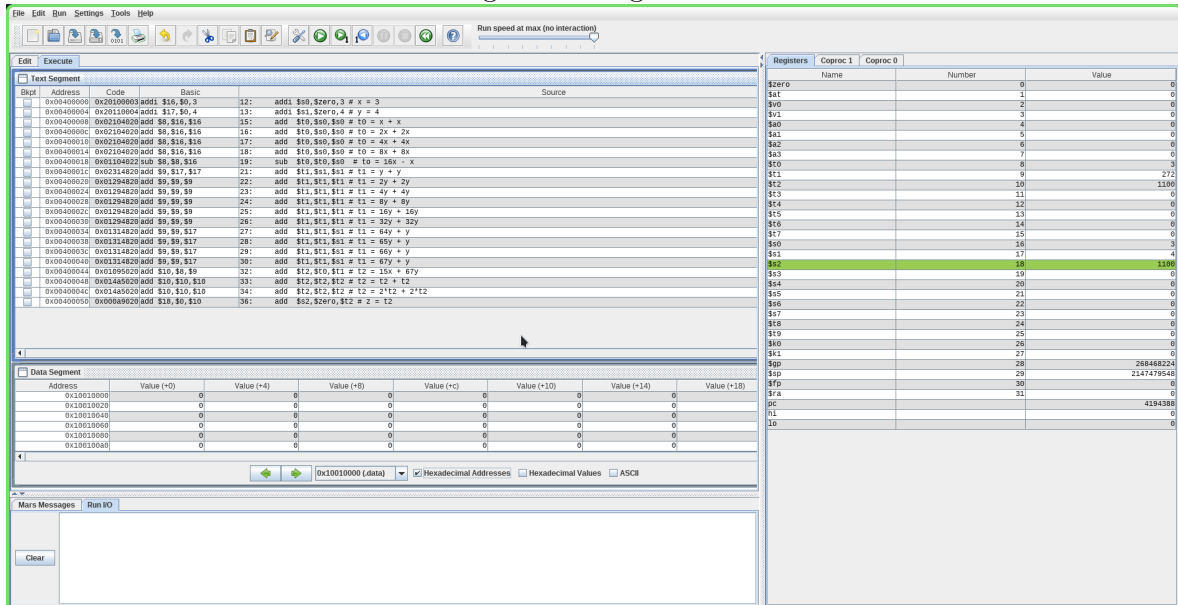 File Edit Run Settings Tools Help
Run speed at max (no interaction)
Edit Execute
Text Segment
Bkpt Address Code Basic Source
0x00400000 0x20100003 addi $16,$0,3 12: addi $s0,$zero,3 # x = 3
0x00400004 0x20110004 addi $17,$0,4 13: addi $s1,$zero,4 # y = 4
0x00400008 0x02104020 add $8,$16,$16 15: add $t0,$s0,$s0 # t0 = x + x
0x0040000c 0x02104020 add $8,$16,$16 16: add $t0,$s0,$s0 # t0 = 2x + 2x
0x00400010 0x02104020 add $8,$16,$16 17: add $t0,$s0,$s0 # t0 = 4x + 4x
0x00400014 0x02104020 add $8,$16,$16 18: add $t0,$s0,$s0 # t0 = 8x + 8x
0x00400018 0x01104022 sub $8,$8,$16 19: sub $t0,$t0,$s0 # to = 16x - x
0x0040001c 0x02314820 add $9,$17,$17 21: add $t1,$s1,$s1 # t1 = y + y
0x00400020 0x01294820 add $9,$9,$9 22: add $t1,$t1,$t1 # t1 = 2y + 2y
0x00400024 0x01294820 add $9,$9,$9 23: add $t1,$t1,$t1 # t1 = 4y + 4y
0x00400028 0x01294820 add $9,$9,$9 24: add $t1,$t1,$t1 # t1 = 8y + 8y
0x0040002c 0x01294820 add $9,$9,$9 25: add $t1,$t1,$t1 # t1 = 16y + 16y
0x00400030 0x01294820 add $9,$9,$9 26: add $t1,$t1,$t1 # t1 = 32y + 32y
0x00400034 0x01314820 add $9,$9,$17 27: add $t1,$t1,$s1 # t1 = 64y + y
0x00400038 0x01314820 add $9,$9,$17 28: add $t1,$t1,$s1 # t1 = 65y + y
0x0040003c 0x01314820 add $9,$9,$17 29: add $t1,$t1,$s1 # t1 = 66y + y
0x00400040 0x01314820 add $9,$9,$17 30: add $t1,$t1,$s1 # t1 = 67y + y
0x00400044 0x01095020 add $10,$8,$9 32: add $t2,$t0,$t1 # t2 = 15x + 67y
0x00400048 0x014a5020 add $10,$10,$10 33: add $t2,$t2,$t2 # t2 = t2 + t2
0x0040004c 0x014a5020 add $10,$10,$10 34: add $t2,$t2,$t2 # t2 = 2*t2 + 2*t2
0x00400050 0x000a9020 add $18,$0,$10 36: add $s2,$zero,$t2 # z = t2
Data Segment
Address Value (+0) Value (+4) Value (+8) Value (+c) Value (+10) Value (+14) Value (+18)
0x10010000 0 0 0 0 0 0
0x10010020 0 0 0 0 0 0
0x10010040 0 0 0 0 0 0
0x10010060 0 0 0 0 0 0
0x10010080 0 0 0 0 0 0
0x100100a0 0 0 0 0 0 0
0x10010000 (.data) Hexadecimal Addresses Hexadecimal Values ASCII
Mars Messages Run I/O
Clear
Registers Coproc 1 Coproc 0
Name Number Value
$zero 0 0
$at 1 0
$v0 2 0
$v1 3 0
$a0 4 0
$a1 5 0
$a2 6 0
$a3 7 0
$t0 8 3
$t1 9 272
$t2 10 1100
$t3 11 0
$t4 12 0
$t5 13 0
$t6 14 0
$t7 15 0
$s0 16 3
$s1 17 4
$s2 18 1100
$s3 19 0
$s4 20 0
$s5 21 0
$s6 22 0
$s7 23 0
$t8 24 0
$t9 25 0
$k0 26 0
$k1 27 0
$gp 28 268468224
$sp 29 2147479548
$fp 30 0
$ra 31 0
pc 4194388
hi 0
lo 0